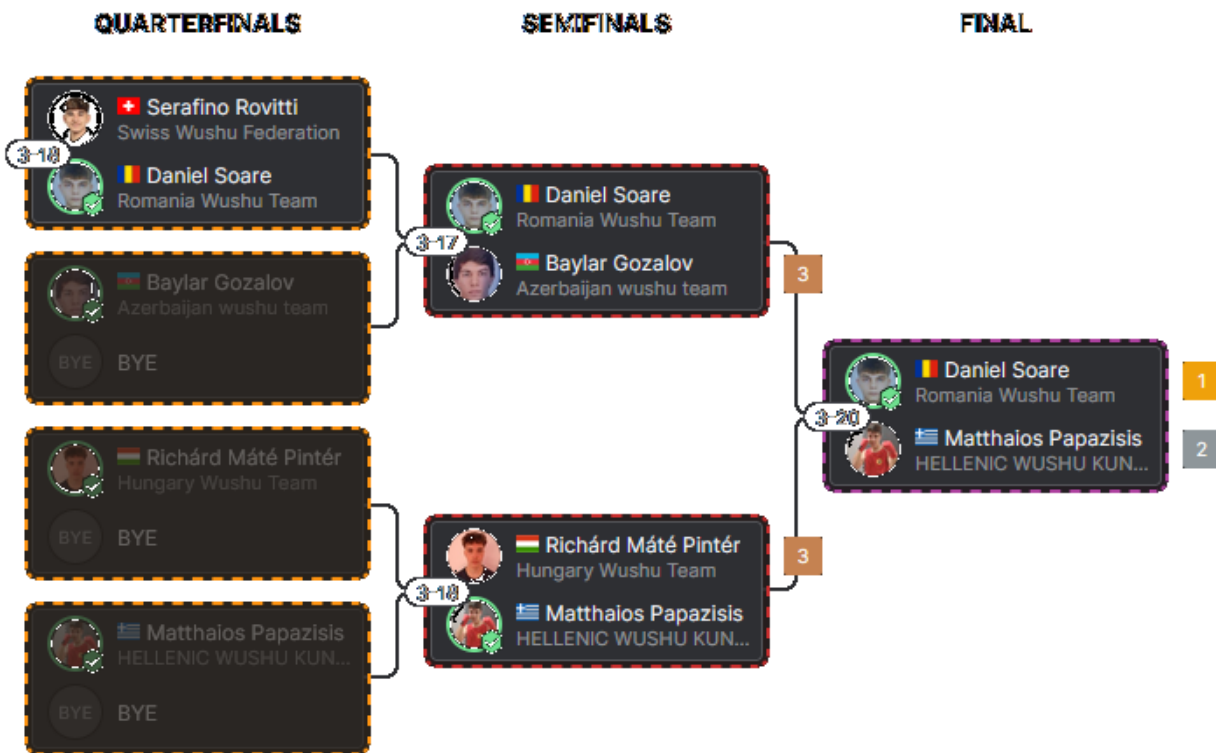 QUARTERFINALS
SEMIFINALS
FINAL
Serafino Rovitti
Swiss Wushu Federation
3-18
Daniel Soare
Romania Wushu Team
Baylar Gozalov
Azerbaijan wushu team
BYE
BYE
Richárd Máté Pintér
Hungary Wushu Team
BYE
BYE
Matthaios Papazisis
HELLENIC WUSHU KUN...
BYE
BYE
Daniel Soare
Romania Wushu Team
3-17
Baylar Gozalov
Azerbaijan wushu team
3
Richárd Máté Pintér
Hungary Wushu Team
3-18
Matthaios Papazisis
HELLENIC WUSHU KUN...
3
Daniel Soare
Romania Wushu Team
3-20
Matthaios Papazisis
HELLENIC WUSHU KUN...
1
2